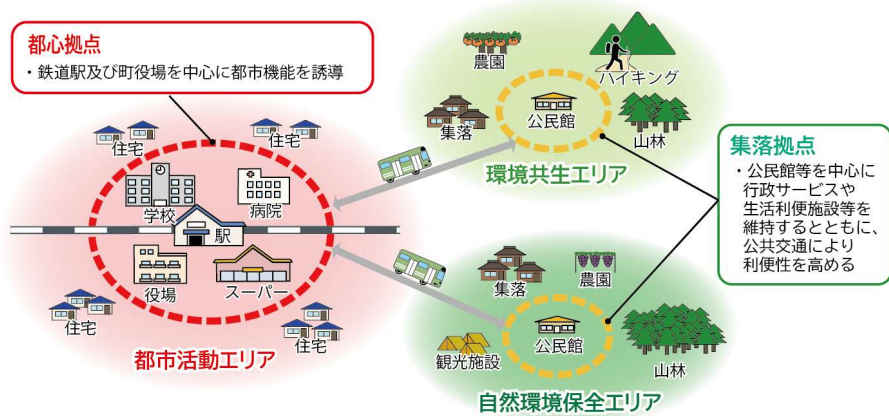 都心拠点
・鉄道駅及び町役場を中心に都市機能を誘導
住宅
住宅
学校
病院
駅
役場
スーパー
住宅
住宅
都市活動エリア
農園
ハイキング
集落
公民館
山林
環境共生エリア
集落拠点
・公民館等を中心に
行政サービスや
生活利便施設等を
維持するとともに、
公共交通により
利便性を高める
集落
農園
観光施設
公民館
山林
自然環境保全エリア